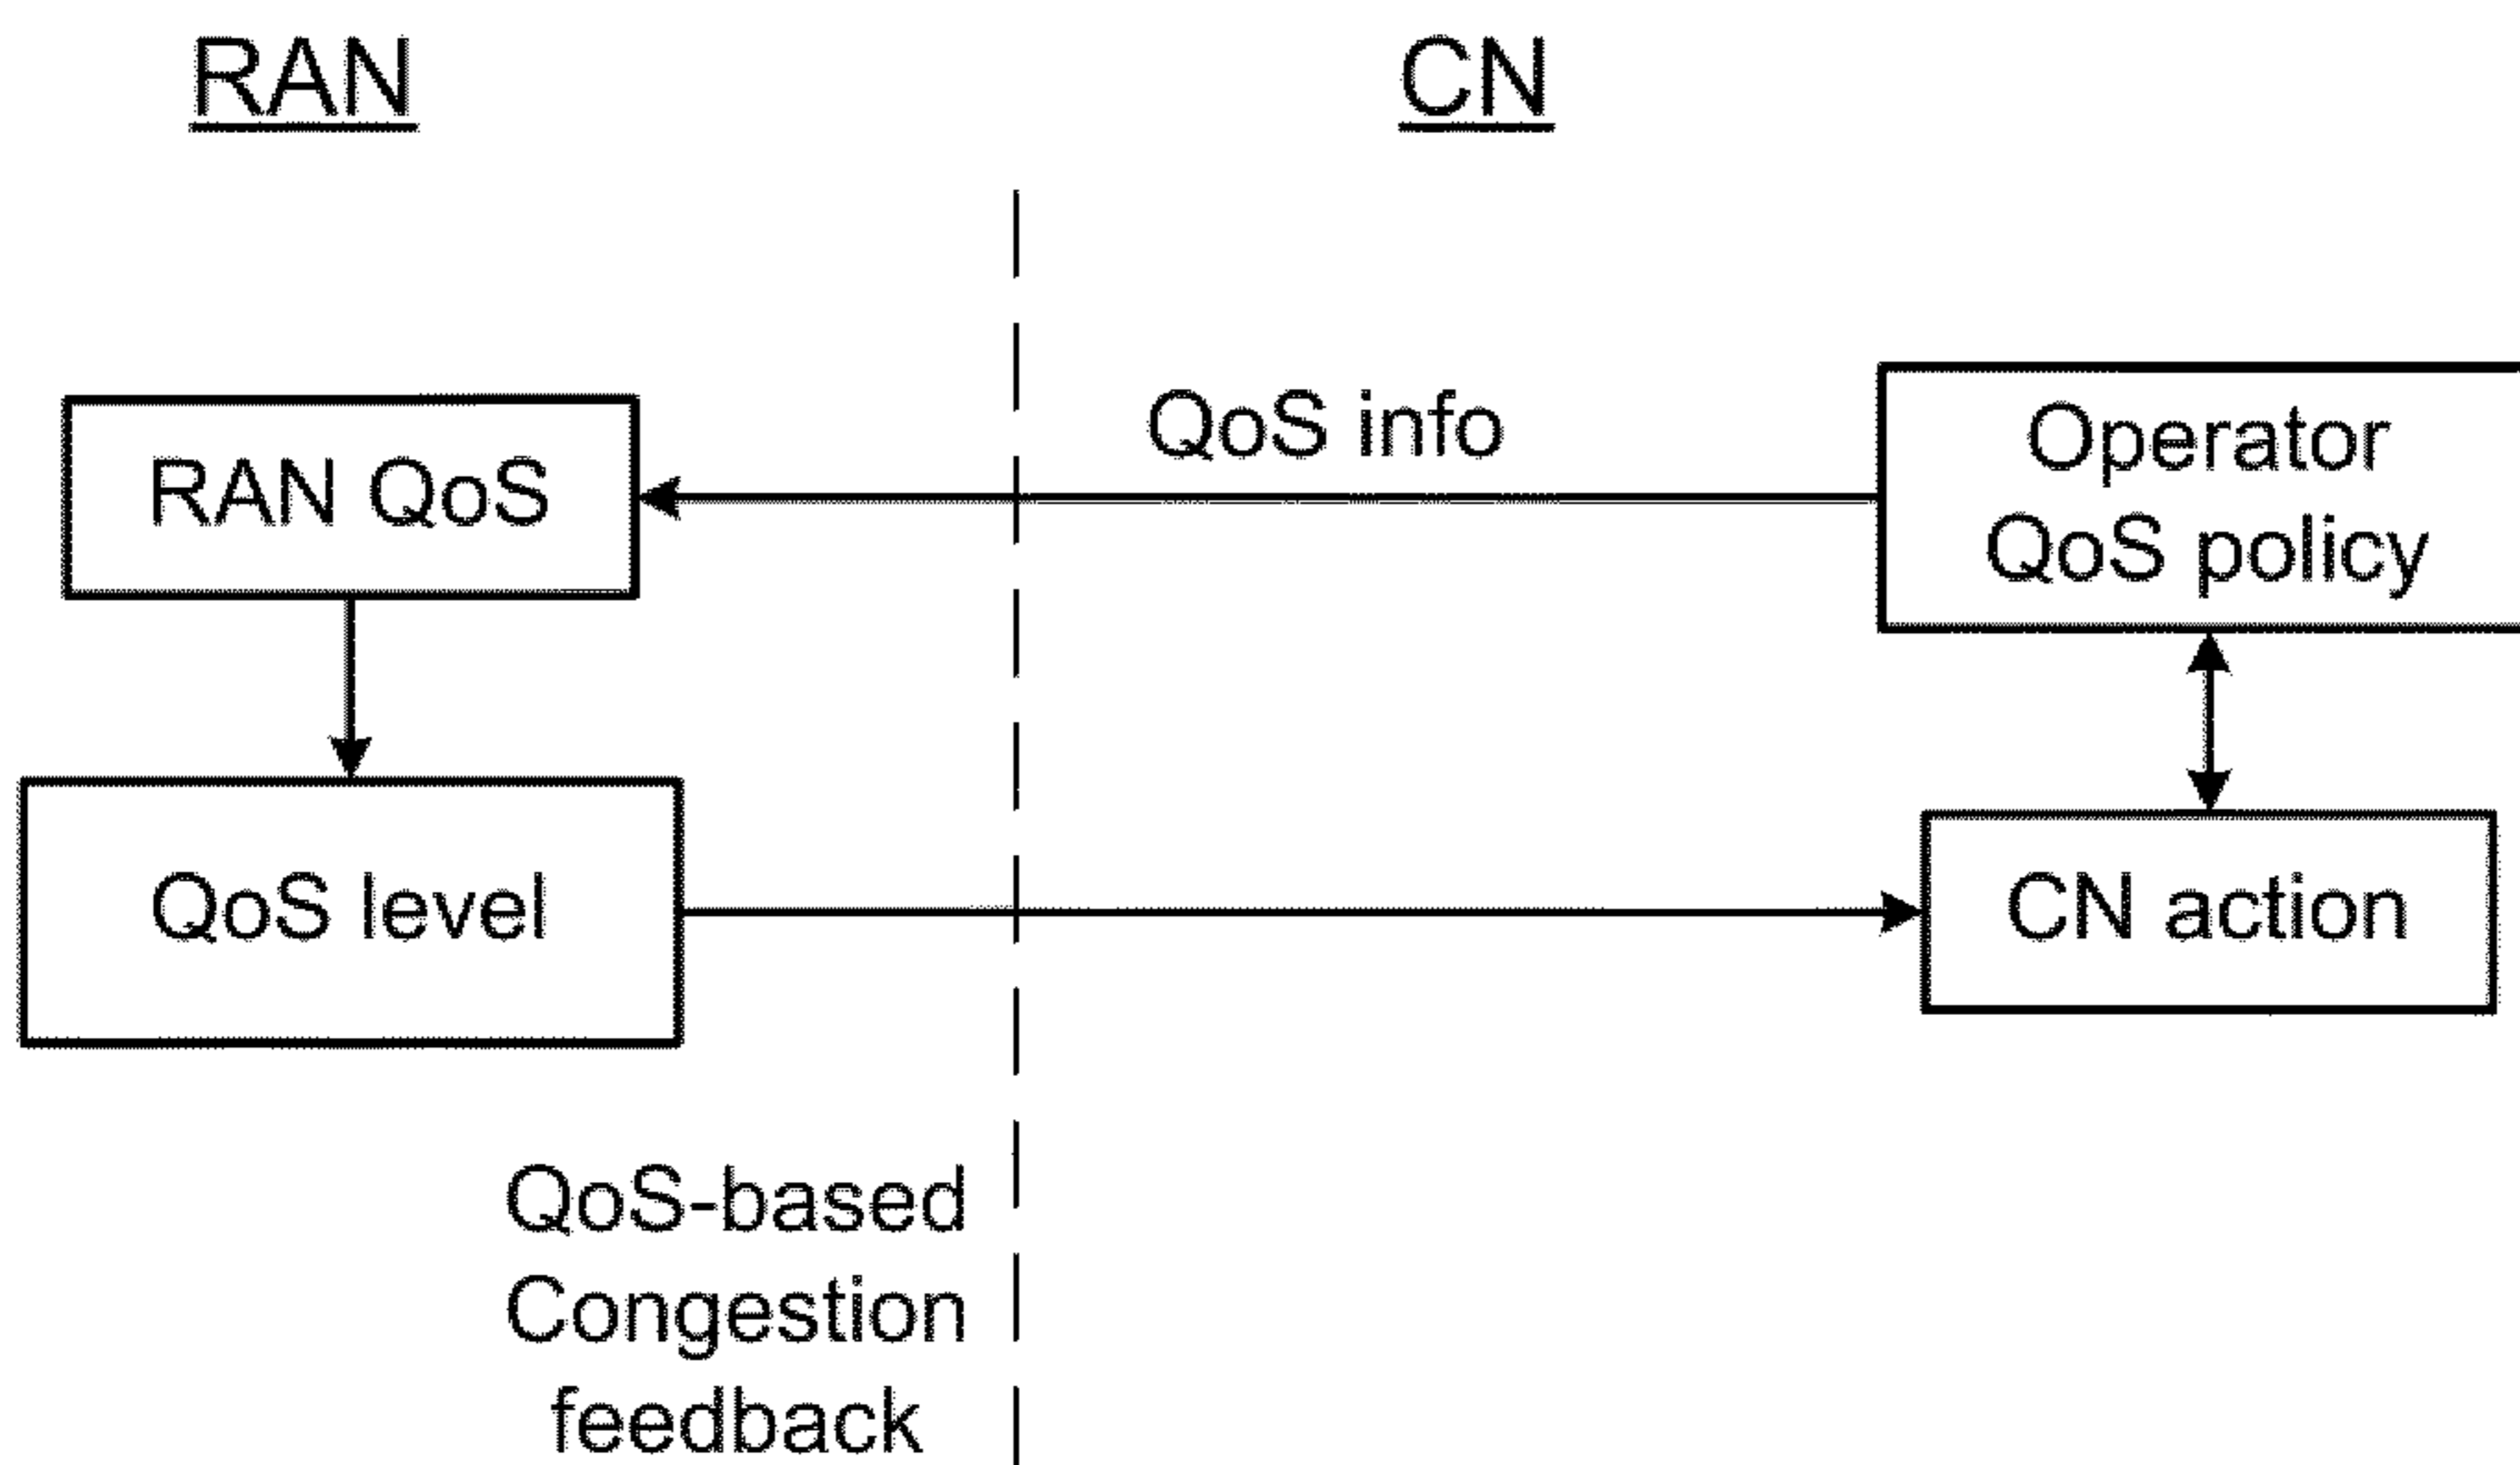 RAN
CN
QoS info
RAN QoS
Operator
QoS policy
QoS level
CN action
QoS-based
Congestion
feedback